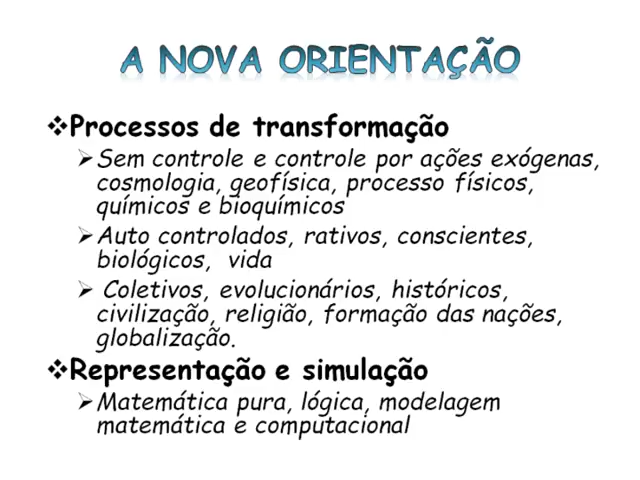 A NOVA ORIENTAÇÃO
❖Processos de transformação
➢Sem controle e controle por ações exógenas,
cosmologia, geofísica, processo físicos,
químicos e bioquímicos
➢Auto controlados, rativos, conscientes,
biológicos, vida
➢ Coletivos, evolucionários, históricos,
civilização, religião, formação das nações,
globalização.
❖Representação e simulação
➢Matemática pura, lógica, modelagem
matemática e computacional